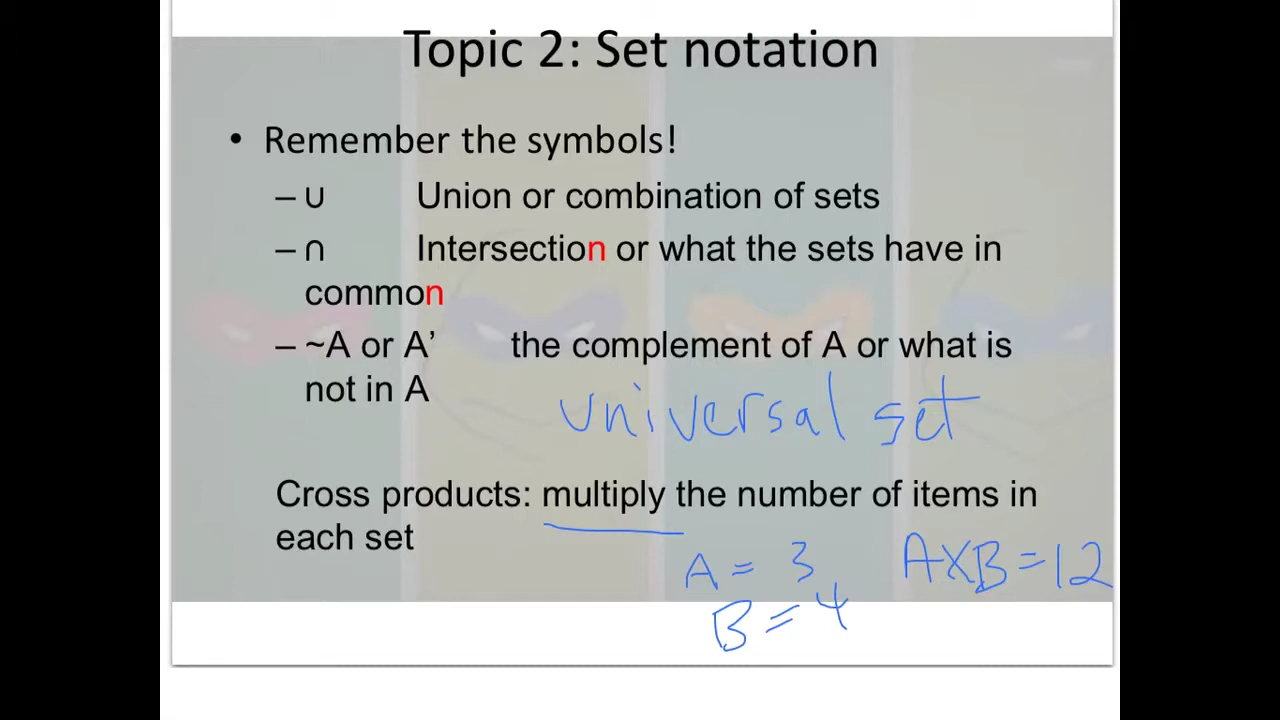 Topic 2: Set notation
• Remember the symbols!
– ∪ Union or combination of sets
– ∩ Intersection or what the sets have in
common
– ~A or A’ the complement of A or what is
not in A
universal set
Cross products: multiply the number of items in
each set
A = 3 AXB=12
B = 4